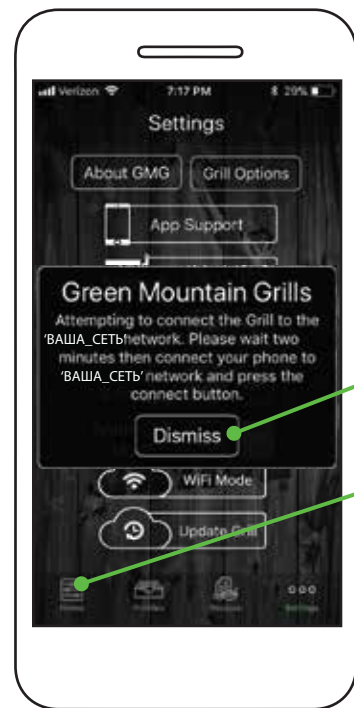 Verizon 7:17 PM 29%
Settings
About GMG Grill Options
App Support
Green Mountain Grills
Attempting to connect the Grill to the
'ВАША_СЕТЬ' network. Please wait two
minutes then connect your phone to
'ВАША_СЕТЬ' network and press the
connect button.
Dismiss
WiFi Mode
Update Grill
Settings